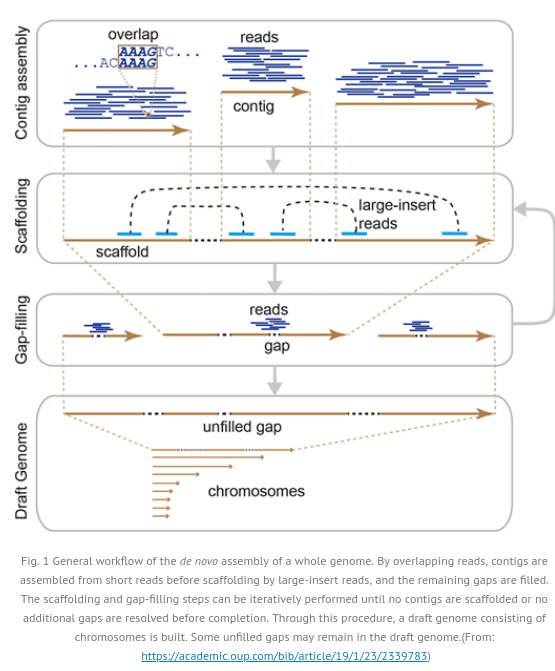 Contig assembly
overlap
AAAGTC...
...ACAAAG
reads
contig
Scaffolding
large-insert
reads
scaffold
Gap-filling
reads
gap
Draft Genome
unfilled gap
chromosomes
Fig. 1 General workflow of the de novo assembly of a whole genome. By overlapping reads, contigs are
assembled from short reads before scaffolding by large-insert reads, and the remaining gaps are filled.
The scaffolding and gap-filling steps can be iteratively performed until no contigs are scaffolded or no
additional gaps are resolved before completion. Through this procedure, a draft genome consisting of
chromosomes is built. Some unfilled gaps may remain in the draft genome.(From:
https://academic.oup.com/bib/article/19/1/23/2339783)